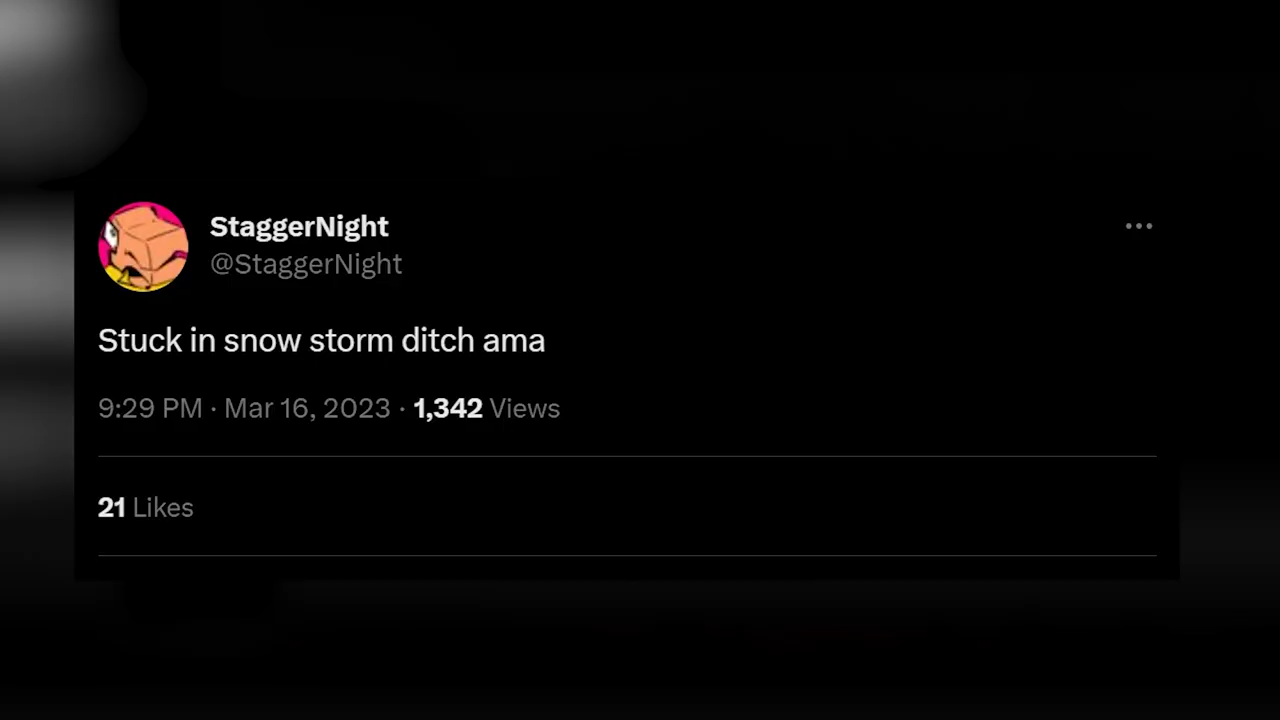 StaggerNight
@StaggerNight
Stuck in snow storm ditch ama
9:29 PM · Mar 16, 2023 · 1,342 Views
21 Likes